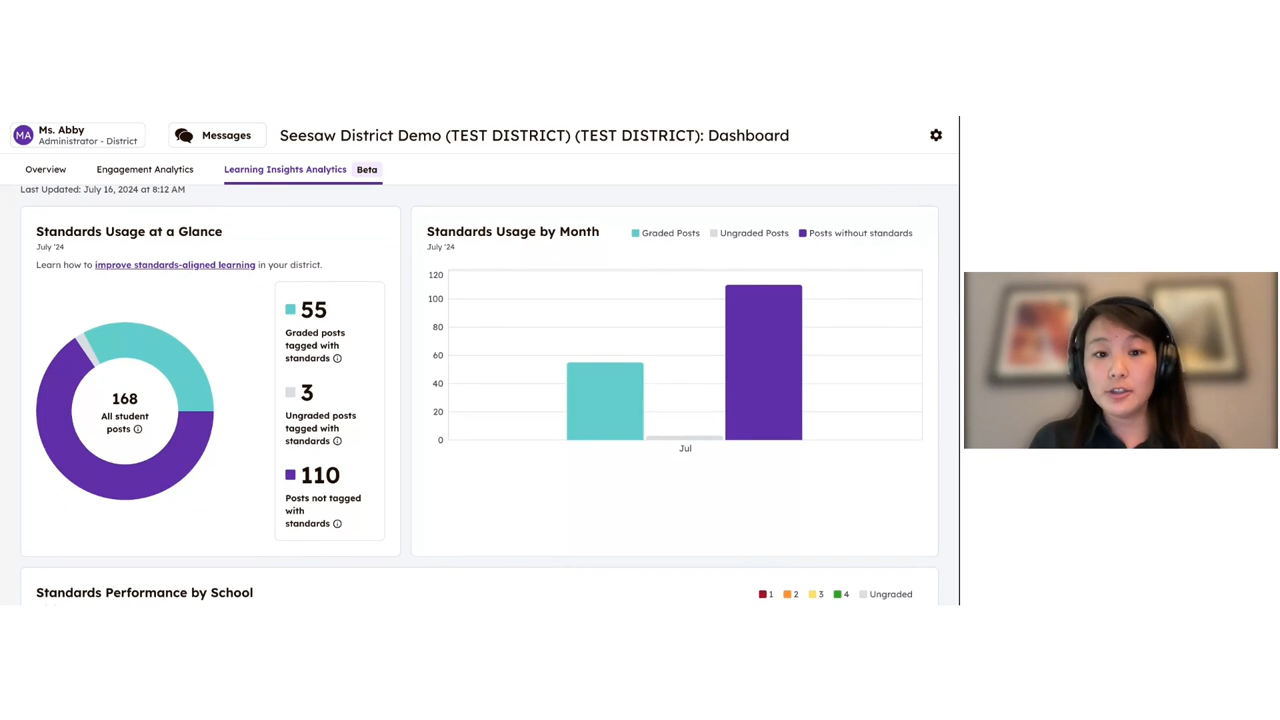 MA
Ms. Abby
Administrator - District
Messages
Seesaw District Demo (TEST DISTRICT) (TEST DISTRICT): Dashboard
Overview
Engagement Analytics
Learning Insights Analytics
Beta
Last Updated: July 16, 2024 at 8:12 AM
Standards Usage at a Glance
July '24
Learn how to improve standards-aligned learning in your district.
168
All student
posts
55
Graded posts
tagged with
standards
3
Ungraded posts
tagged with
standards
110
Posts not tagged
with
standards
Standards Usage by Month
July '24
Graded Posts
Ungraded Posts
Posts without standards
120
100
80
60
40
20
0
Jul
Standards Performance by School
1
2
3
4
Ungraded